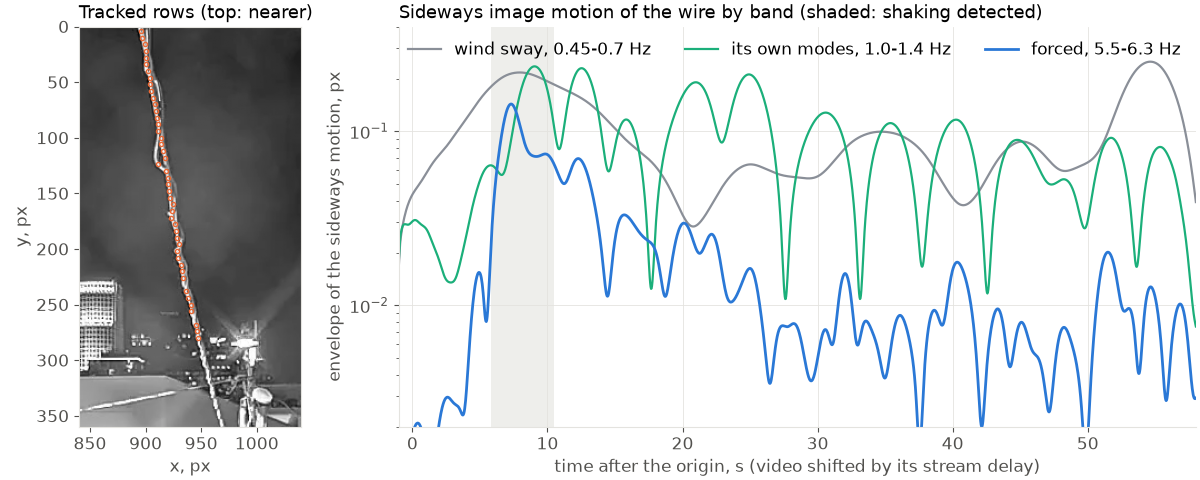 Tracked rows (top: nearer)
0
50
100
150
200
250
300
350
y, px
850
900
950
1000
x, px
Sideways image motion of the wire by band (shaded: shaking detected)
wind sway, 0.45-0.7 Hz
its own modes, 1.0-1.4 Hz
forced, 5.5-6.3 Hz
envelope of the sideways motion, px
10⁻¹
10⁻²
0
10
20
30
40
50
time after the origin, s (video shifted by its stream delay)